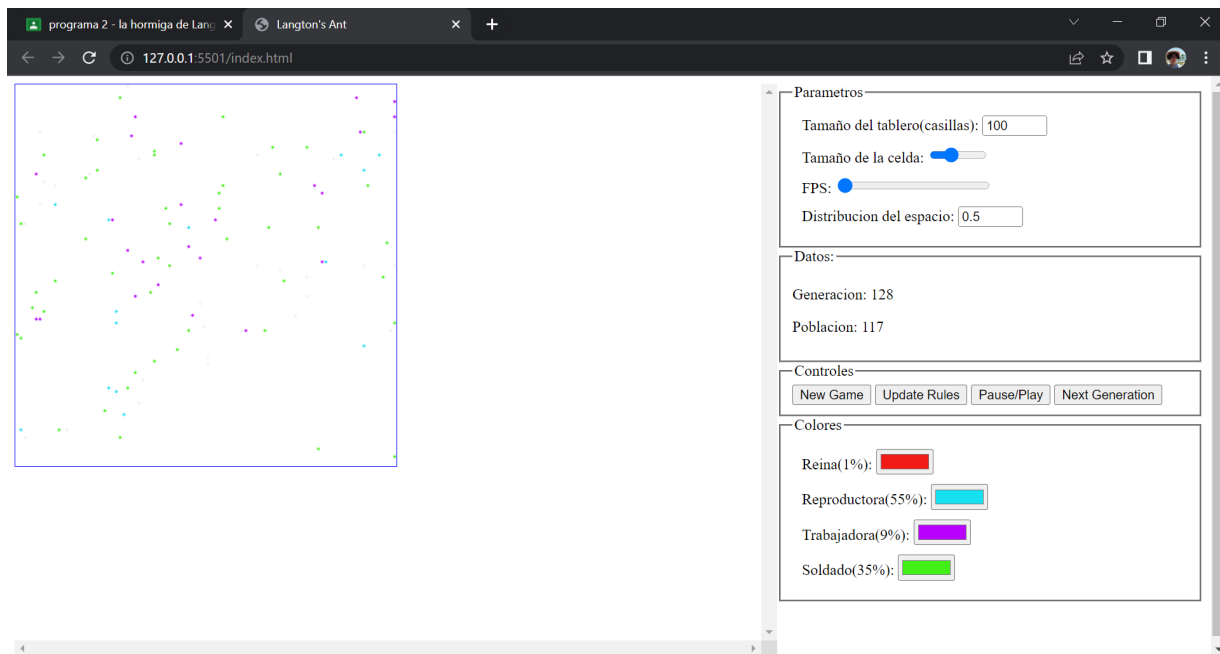 programa 2 - la hormiga de Lang
Langton's Ant
127.0.0.1:5501/index.html
Parametros
Tamaño del tablero(casillas): 100
Tamaño de la celda:
FPS:
Distribucion del espacio: 0.5
Datos:
Generacion: 128
Poblacion: 117
Controles
New Game Update Rules Pause/Play Next Generation
Colores
Reina(1%):
Reproductora(55%):
Trabajadora(9%):
Soldado(35%):